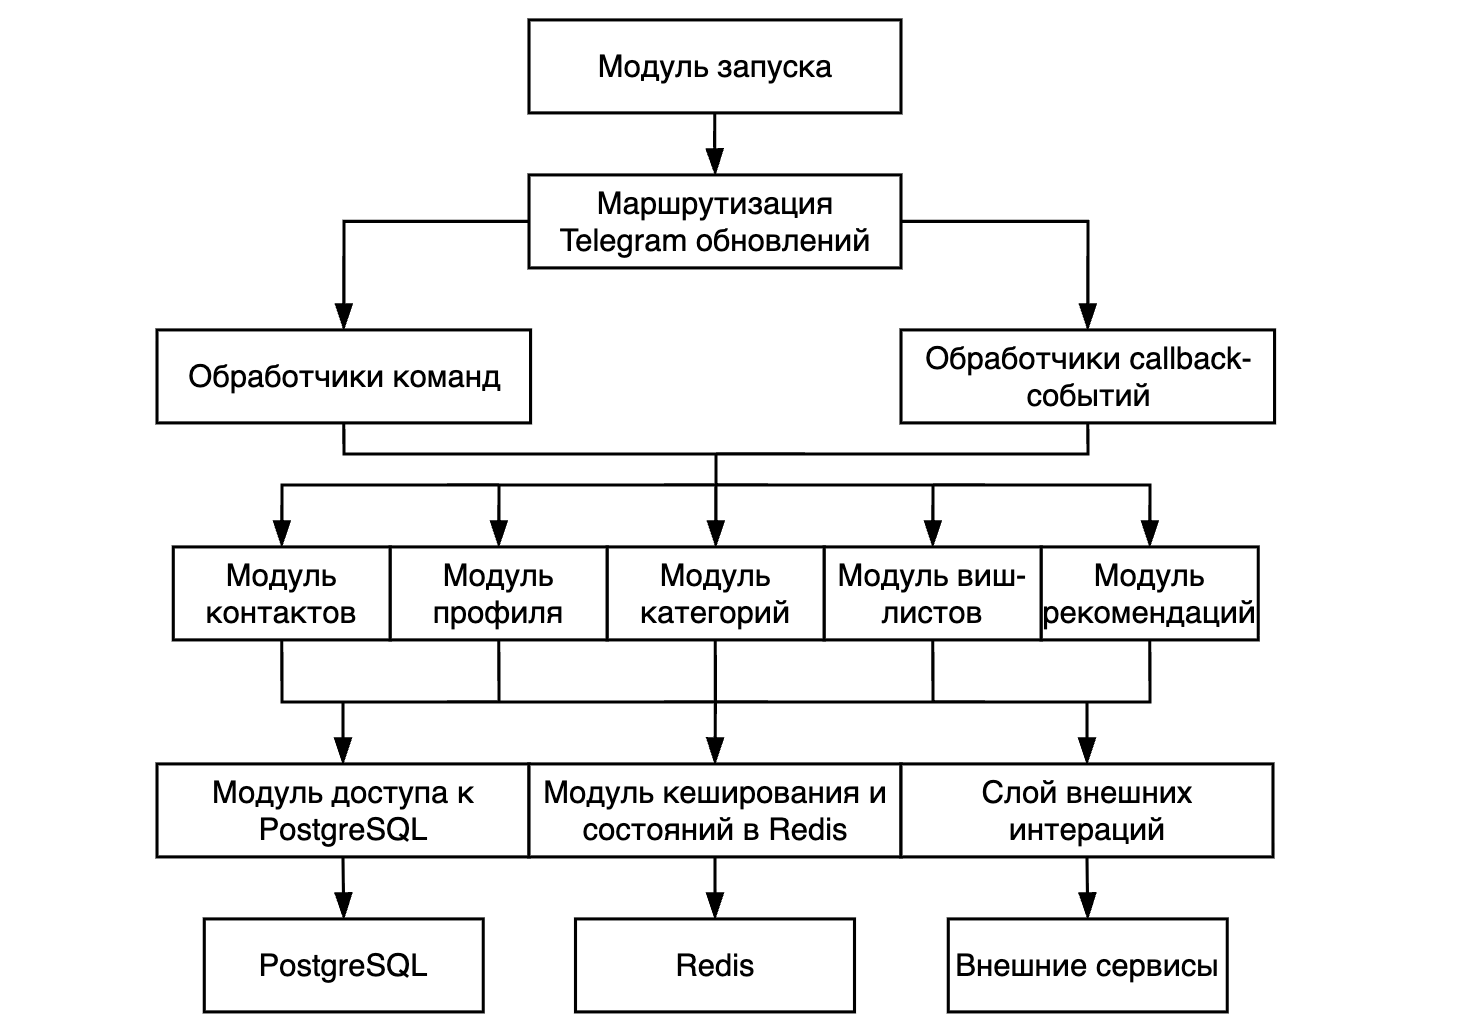 Модуль запуска
Маршрутизация
Telegram обновлений
Обработчики команд
Обработчики callback-
событий
Модуль
контактов
Модуль
профиля
Модуль
категорий
Модуль виш-
листов
Модуль
рекомендаций
Модуль доступа к
PostgreSQL
Модуль кеширования и
состояний в Redis
Слой внешних
интераций
PostgreSQL
Redis
Внешние сервисы